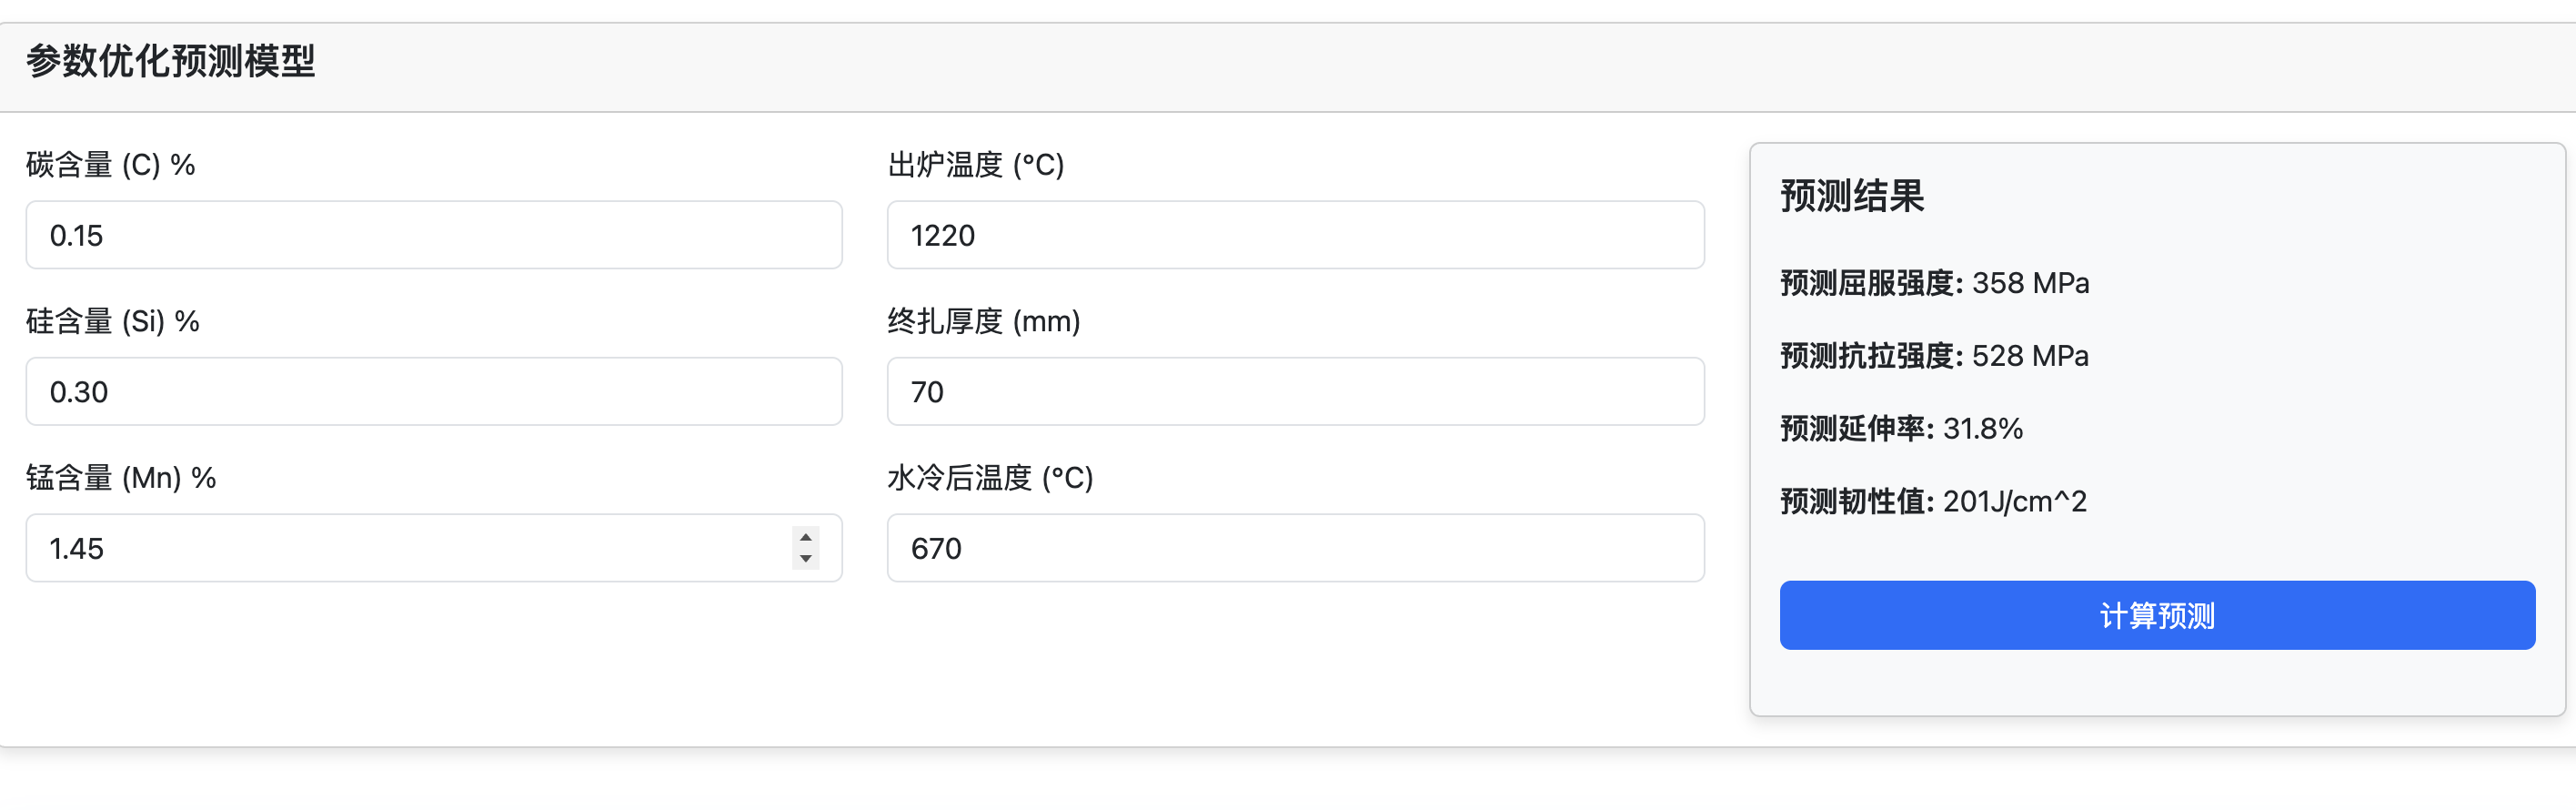 参数优化预测模型
碳含量 (C) %
0.15
硅含量 (Si) %
0.30
锰含量 (Mn) %
1.45
出炉温度 (°C)
1220
终扎厚度 (mm)
70
水冷后温度 (°C)
670
预测结果
预测屈服强度: 358 MPa
预测抗拉强度: 528 MPa
预测延伸率: 31.8%
预测韧性值: 201J/cm^2
计算预测